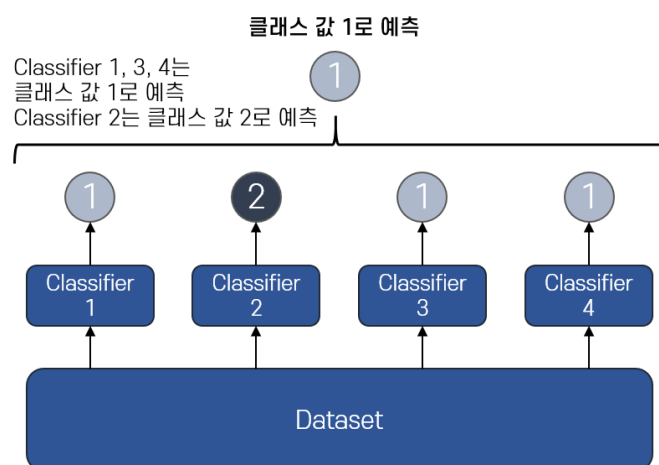 클래스 값 1로 예측
Classifier 1, 3, 4는
클래스 값 1로 예측
Classifier 2는 클래스 값 2로 예측
1
1
2
1
1
Classifier
1
Classifier
2
Classifier
3
Classifier
4
Dataset